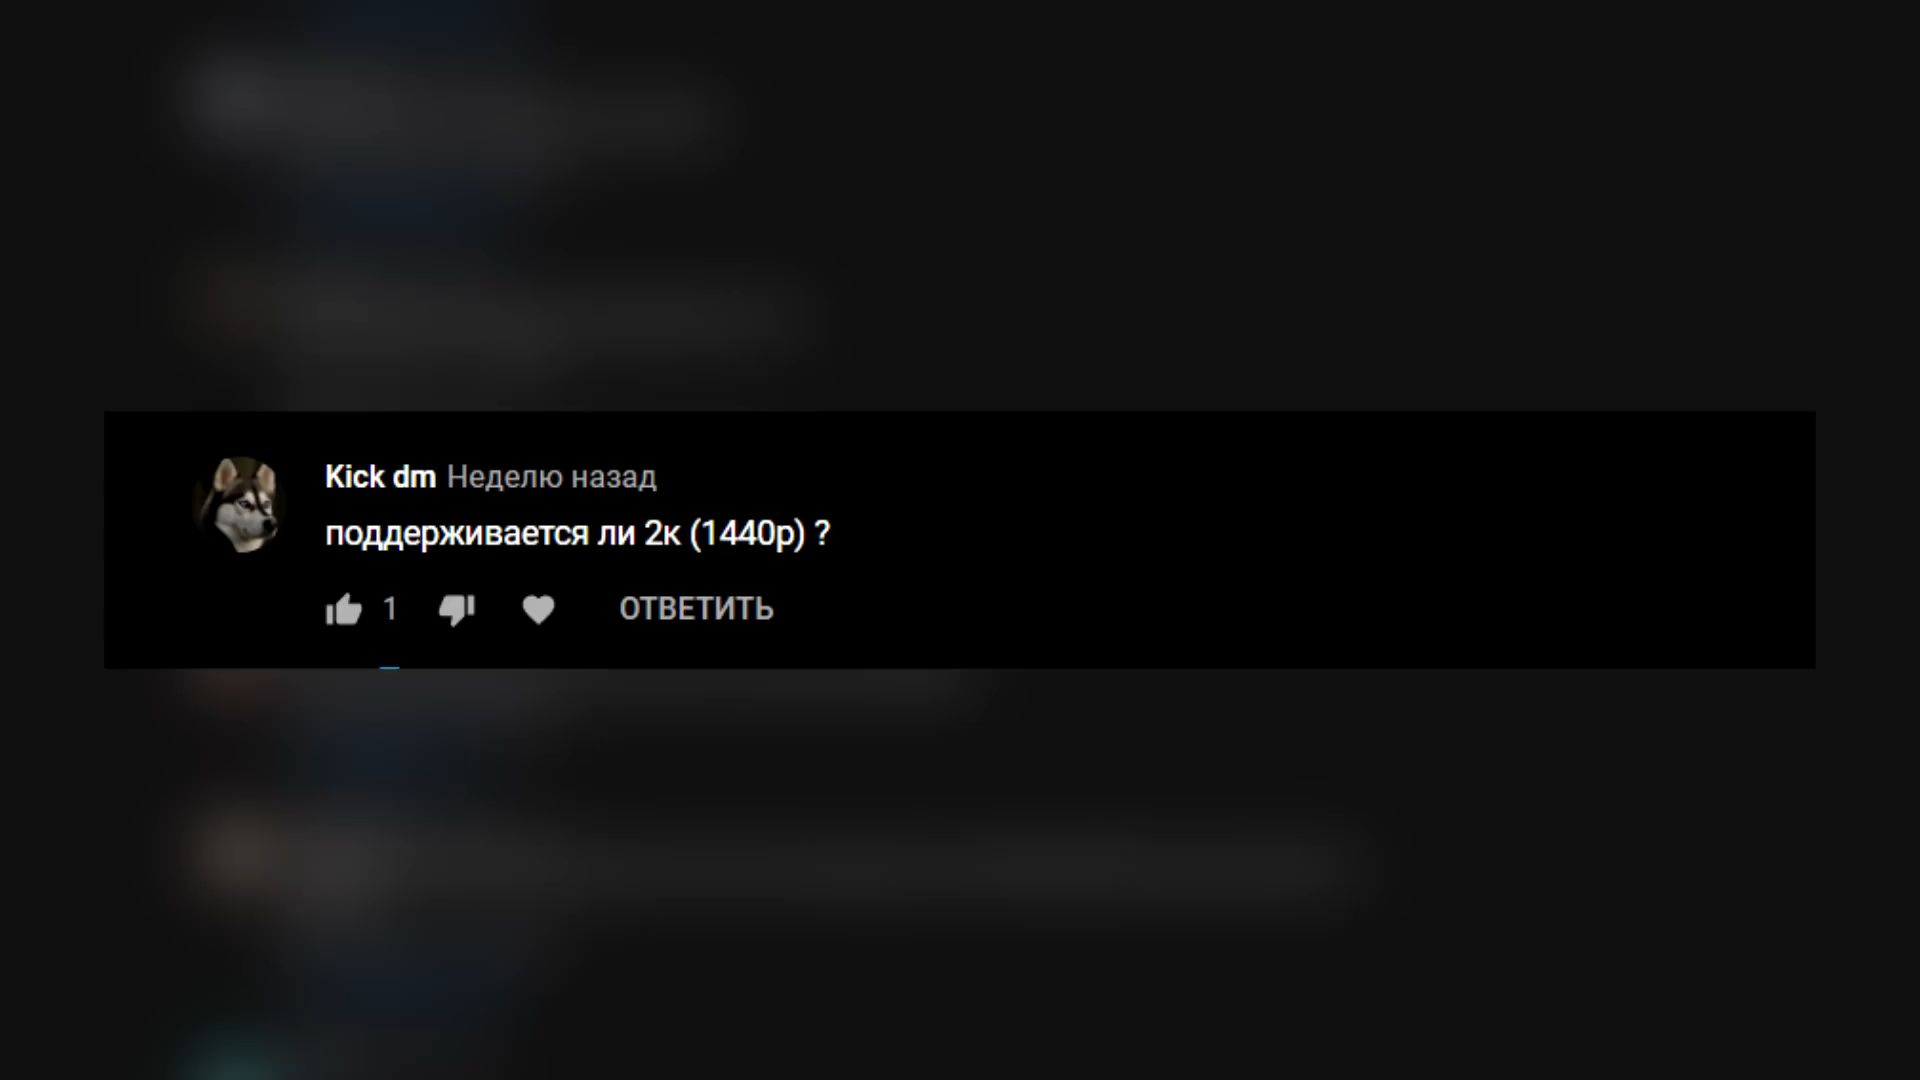 Kick dm Неделю назад
поддерживается ли 2к (1440p) ?
1 ОТВЕТИТЬ